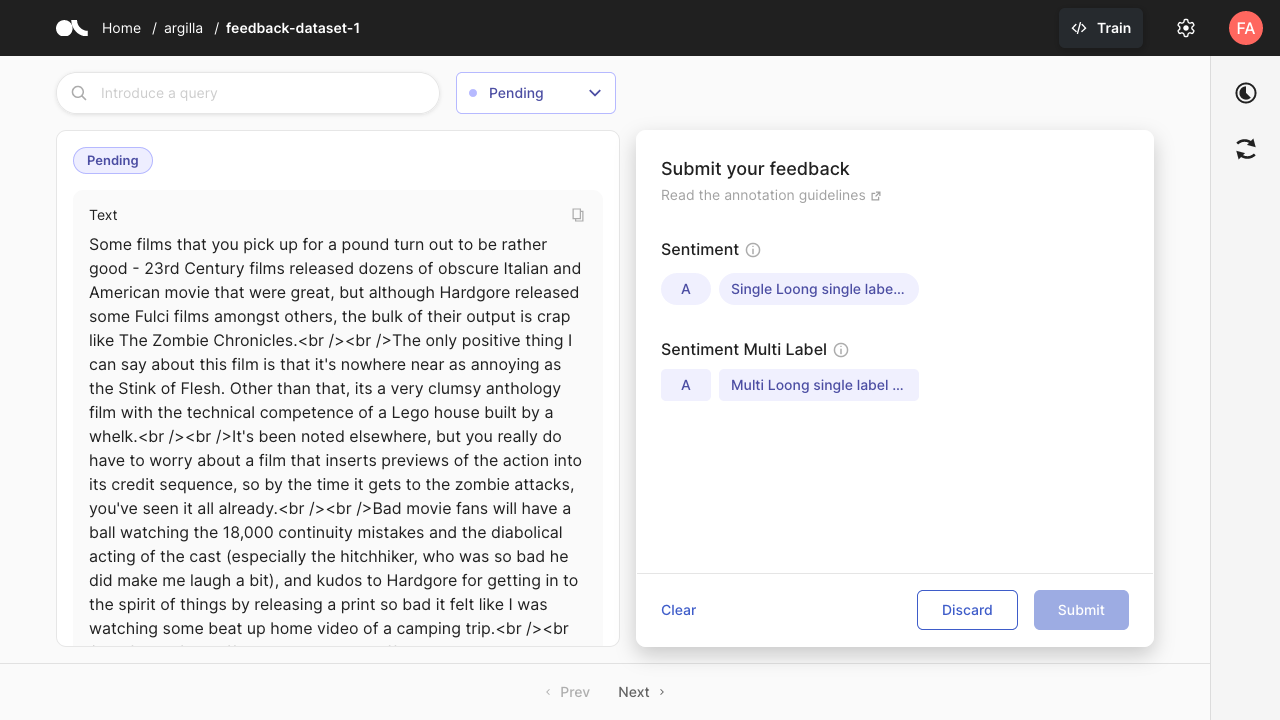 Home / argilla / feedback-dataset-1
Train
FA
Introduce a query
Pending
Pending
Text
Some films that you pick up for a pound turn out to be rather
good - 23rd Century films released dozens of obscure Italian and
American movie that were great, but although Hardgore released
some Fulci films amongst others, the bulk of their output is crap
like The Zombie Chronicles.<br /><br />The only positive thing I
can say about this film is that it's nowhere near as annoying as
the Stink of Flesh. Other than that, its a very clumsy anthology
film with the technical competence of a Lego house built by a
whelk.<br /><br />It's been noted elsewhere, but you really do
have to worry about a film that inserts previews of the action into
its credit sequence, so by the time it gets to the zombie attacks,
you've seen it all already.<br /><br />Bad movie fans will have a
ball watching the 18,000 continuity mistakes and the diabolical
acting of the cast (especially the hitchhiker, who was so bad he
did make me laugh a bit), and kudos to Hardgore for getting in to
the spirit of things by releasing a print so bad it felt like I was
watching some beat up home video of a camping trip.<br /><br
Submit your feedback
Read the annotation guidelines
Sentiment
A
Single Loong single labe...
Sentiment Multi Label
A
Multi Loong single label ...
Clear
Discard
Submit
Prev
Next